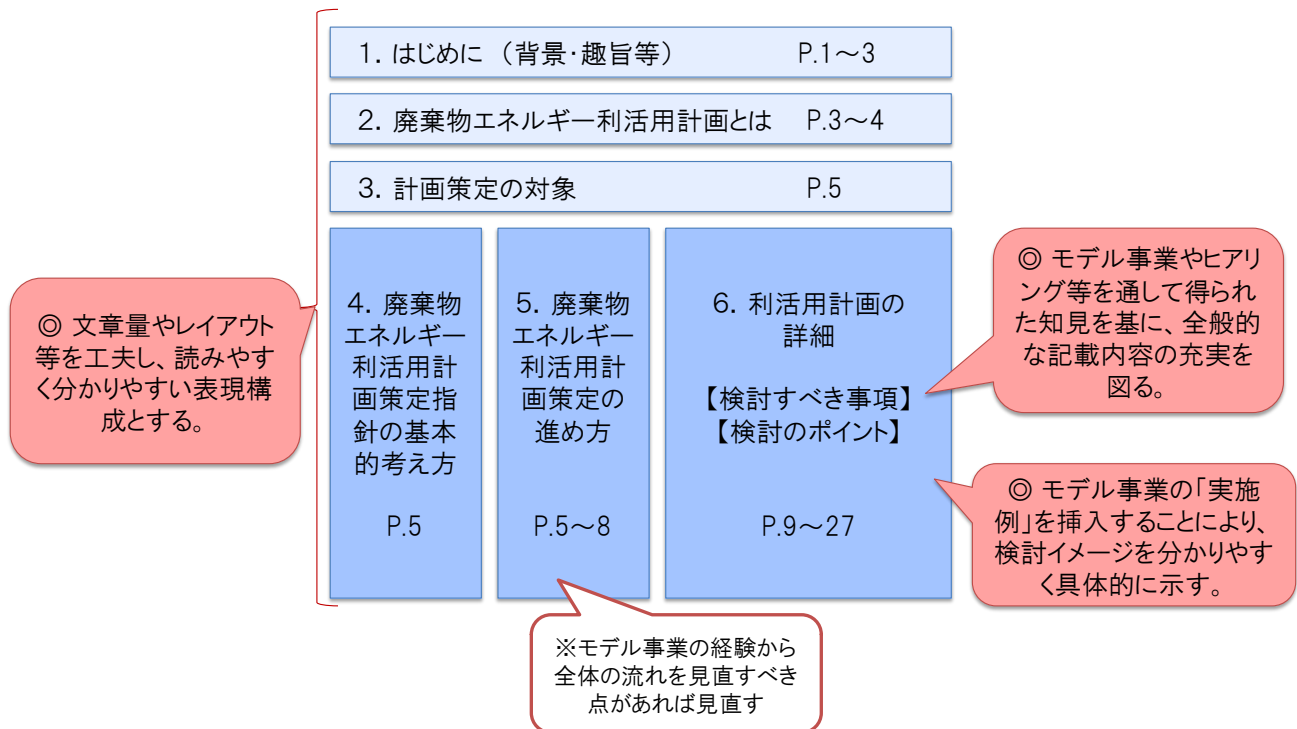 1. はじめに （背景・趣旨等） P.1～3
2. 廃棄物エネルギー利活用計画とは P.3～4
3. 計画策定の対象 P.5
4. 廃棄物
エネルギー
利活用計
画策定指
針の基本
的考え方
P.5
5. 廃棄物
エネルギー
利活用計
画策定の
進め方
P.5～8
6. 利活用計画の
詳細
【検討すべき事項】
【検討のポイント】
P.9～27
◎ 文章量やレイアウト
等を工夫し、読みやす
く分かりやすい表現構
成とする。
◎ モデル事業やヒアリ
ング等を通して得られ
た知見を基に、全般的
な記載内容の充実を
図る。
◎ モデル事業の「実施
例」を挿入することにより、
検討イメージを分かりやす
く具体的に示す。
※モデル事業の経験から
全体の流れを見直すべき
点があれば見直す